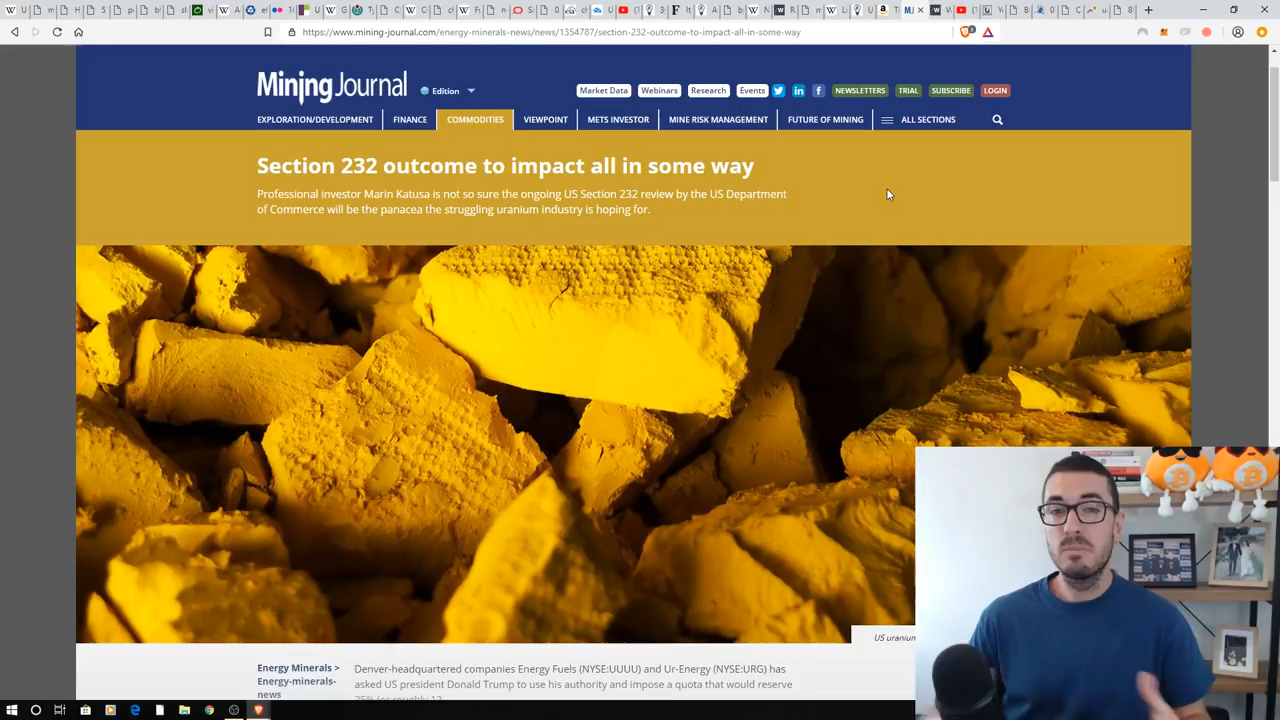 https://www.mining-journal.com/energy-minerals-news/news/1354787/section-232-outcome-to-impact-all-in-some-way
MiningJournal
Edition
Market Data
Webinars
Research
Events
NEWSLETTERS
TRIAL
SUBSCRIBE
LOGIN
EXPLORATION/DEVELOPMENT
FINANCE
COMMODITIES
VIEWPOINT
METS INVESTOR
MINE RISK MANAGEMENT
FUTURE OF MINING
ALL SECTIONS
Section 232 outcome to impact all in some way
Professional investor Marin Katusa is not so sure the ongoing US Section 232 review by the US Department
of Commerce will be the panacea the struggling uranium industry is hoping for.
US uranium
Energy Minerals >
Energy-minerals-
news
Denver-headquartered companies Energy Fuels (NYSE:UUUU) and Ur-Energy (NYSE:URG) has
asked US president Donald Trump to use his authority and impose a quota that would reserve